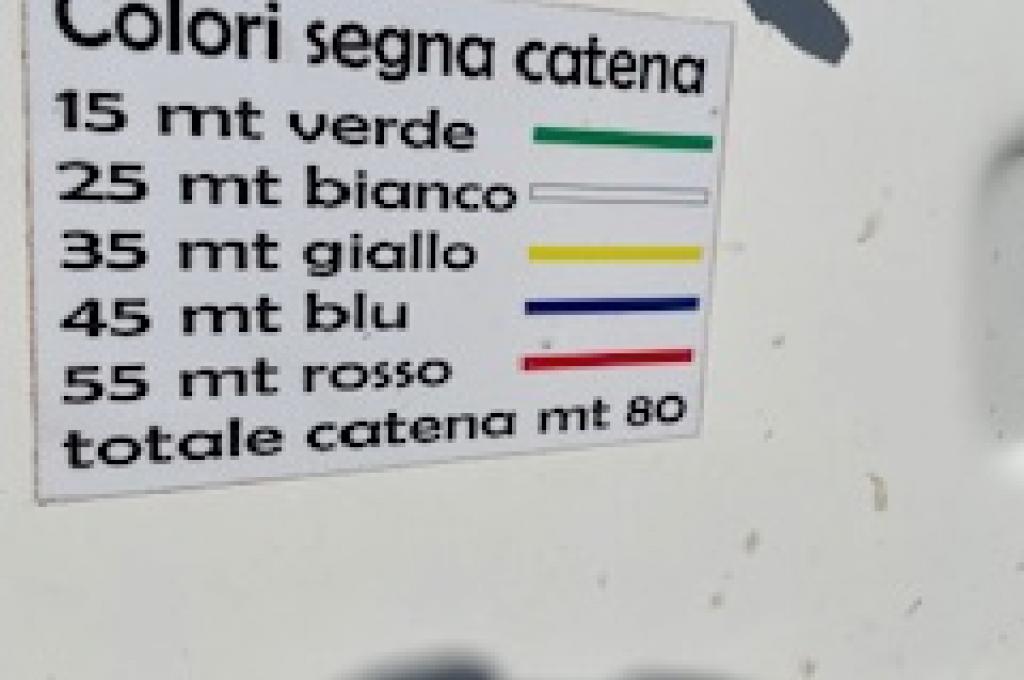 Colori segna catena
15 mt verde
25 mt bianco
35 mt giallo
45 mt blu
55 mt rosso
totale catena mt 80